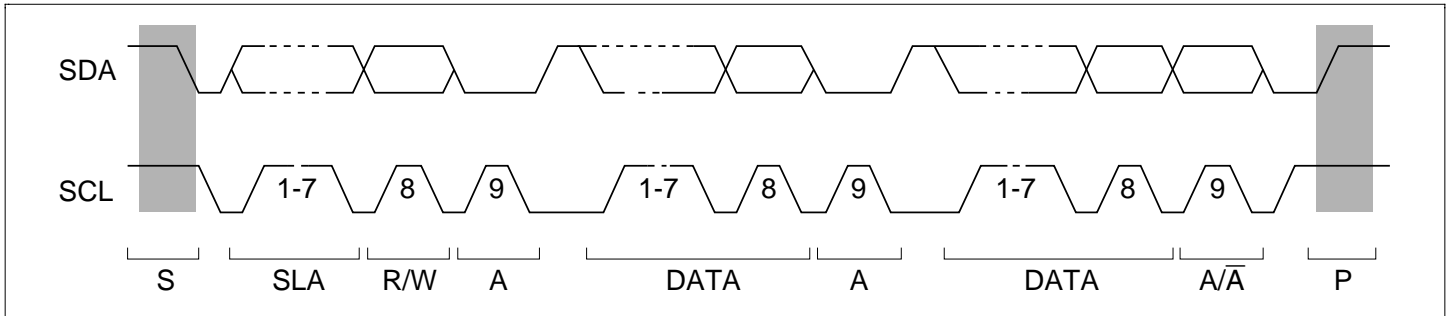 SDA
SCL
1-7 8 9 1-7 8 9 1-7 8 9
S SLA R/W A DATA A DATA A/A̅ P